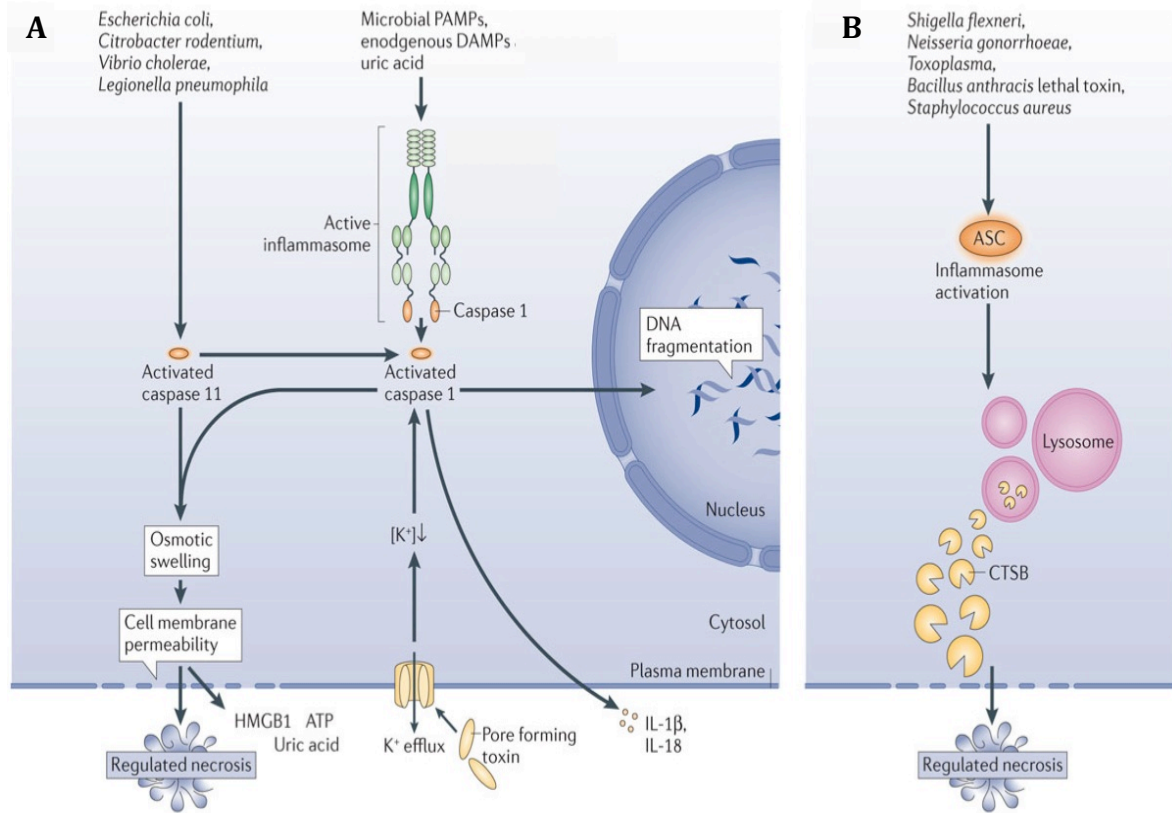 A
Escherichia coli,
Citrobacter rodentium,
Vibrio cholerae,
Legionella pneumophila
Microbial PAMPs,
enodgenous DAMPs
uric acid
Active
inflammasome
Caspase 1
Activated
caspase 11
Activated
caspase 1
DNA
fragmentation
Nucleus
Osmotic
swelling
[K+]↓
Cell membrane
permeability
Cytosol
Plasma membrane
HMGB1 ATP
Uric acid
K+ efflux
Pore forming
toxin
IL-1β,
IL-18
Regulated necrosis
B
Shigella flexneri,
Neisseria gonorrhoeae,
Toxoplasma,
Bacillus anthracis lethal toxin,
Staphylococcus aureus
ASC
Inflammasome
activation
Lysosome
CTSB
Regulated necrosis